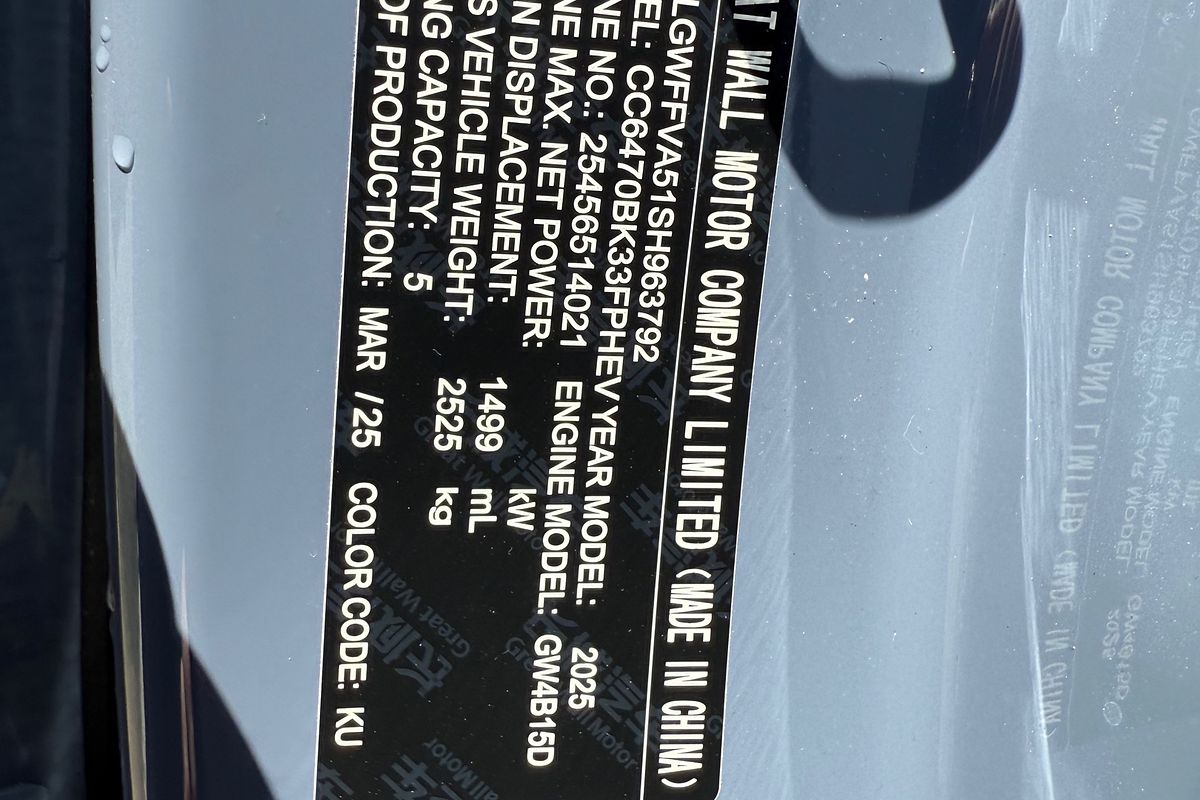 WALL MOTOR COMPANY LIMITED (MADE IN CHINA)
LGWFFVA51SH963792
EL: CC6470BK33FPHEV YEAR MODEL: 2025
NE NO.: 25456514021 ENGINE MODEL: GW4B15D
NE MAX. NET POWER: kW
N DISPLACEMENT: 1499 mL
S VEHICLE WEIGHT: 2525 kg
NG CAPACITY: 5
OF PRODUCTION: MAR /25 COLOR CODE: KU